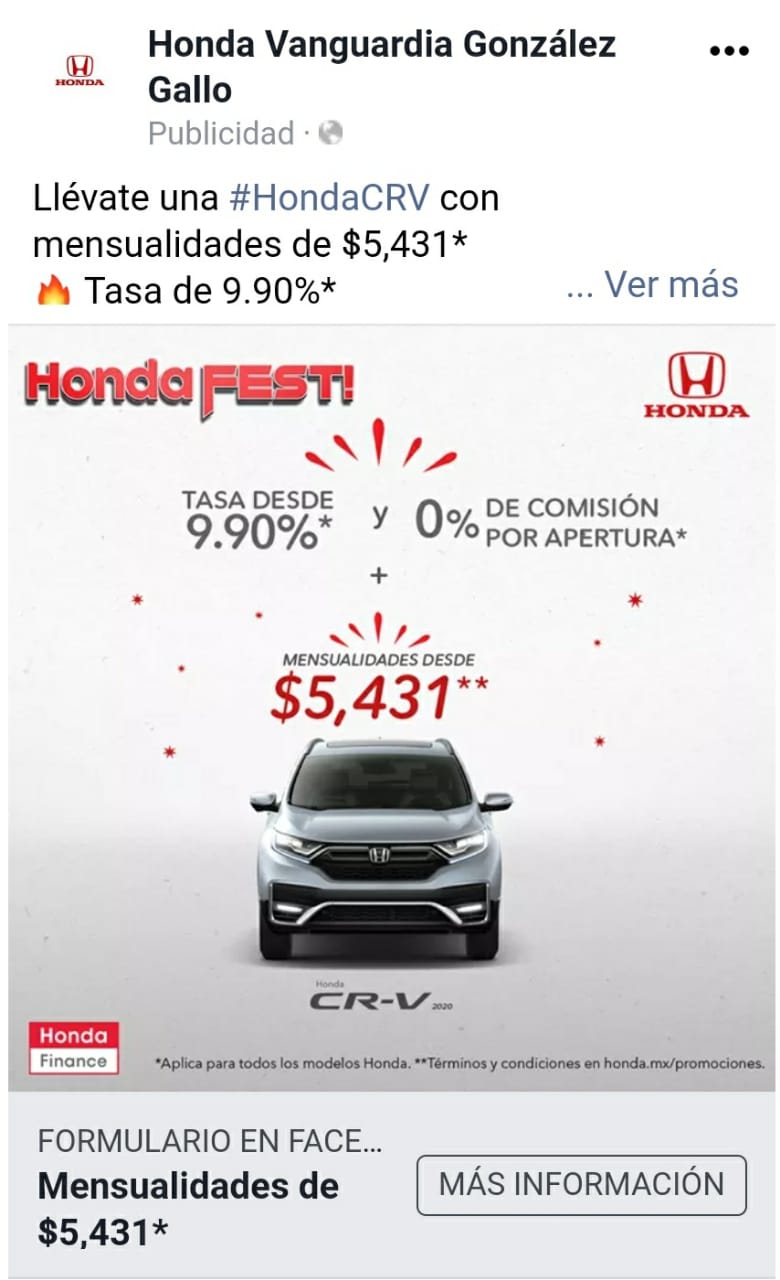 HONDA
Honda Vanguardia González
Gallo
Publicidad ·
Llévate una #HondaCRV con
mensualidades de $5,431*
🔥 Tasa de 9.90%*
... Ver más
Honda FEST!
HONDA
TASA DESDE
9.90%*
y
0%
DE COMISIÓN
POR APERTURA*
+
MENSUALIDADES DESDE
$5,431**
Honda
CR-V 2020
Honda
Finance
*Aplica para todos los modelos Honda. **Términos y condiciones en honda.mx/promociones.
FORMULARIO EN FACE...
Mensualidades de
$5,431*
MÁS INFORMACIÓN